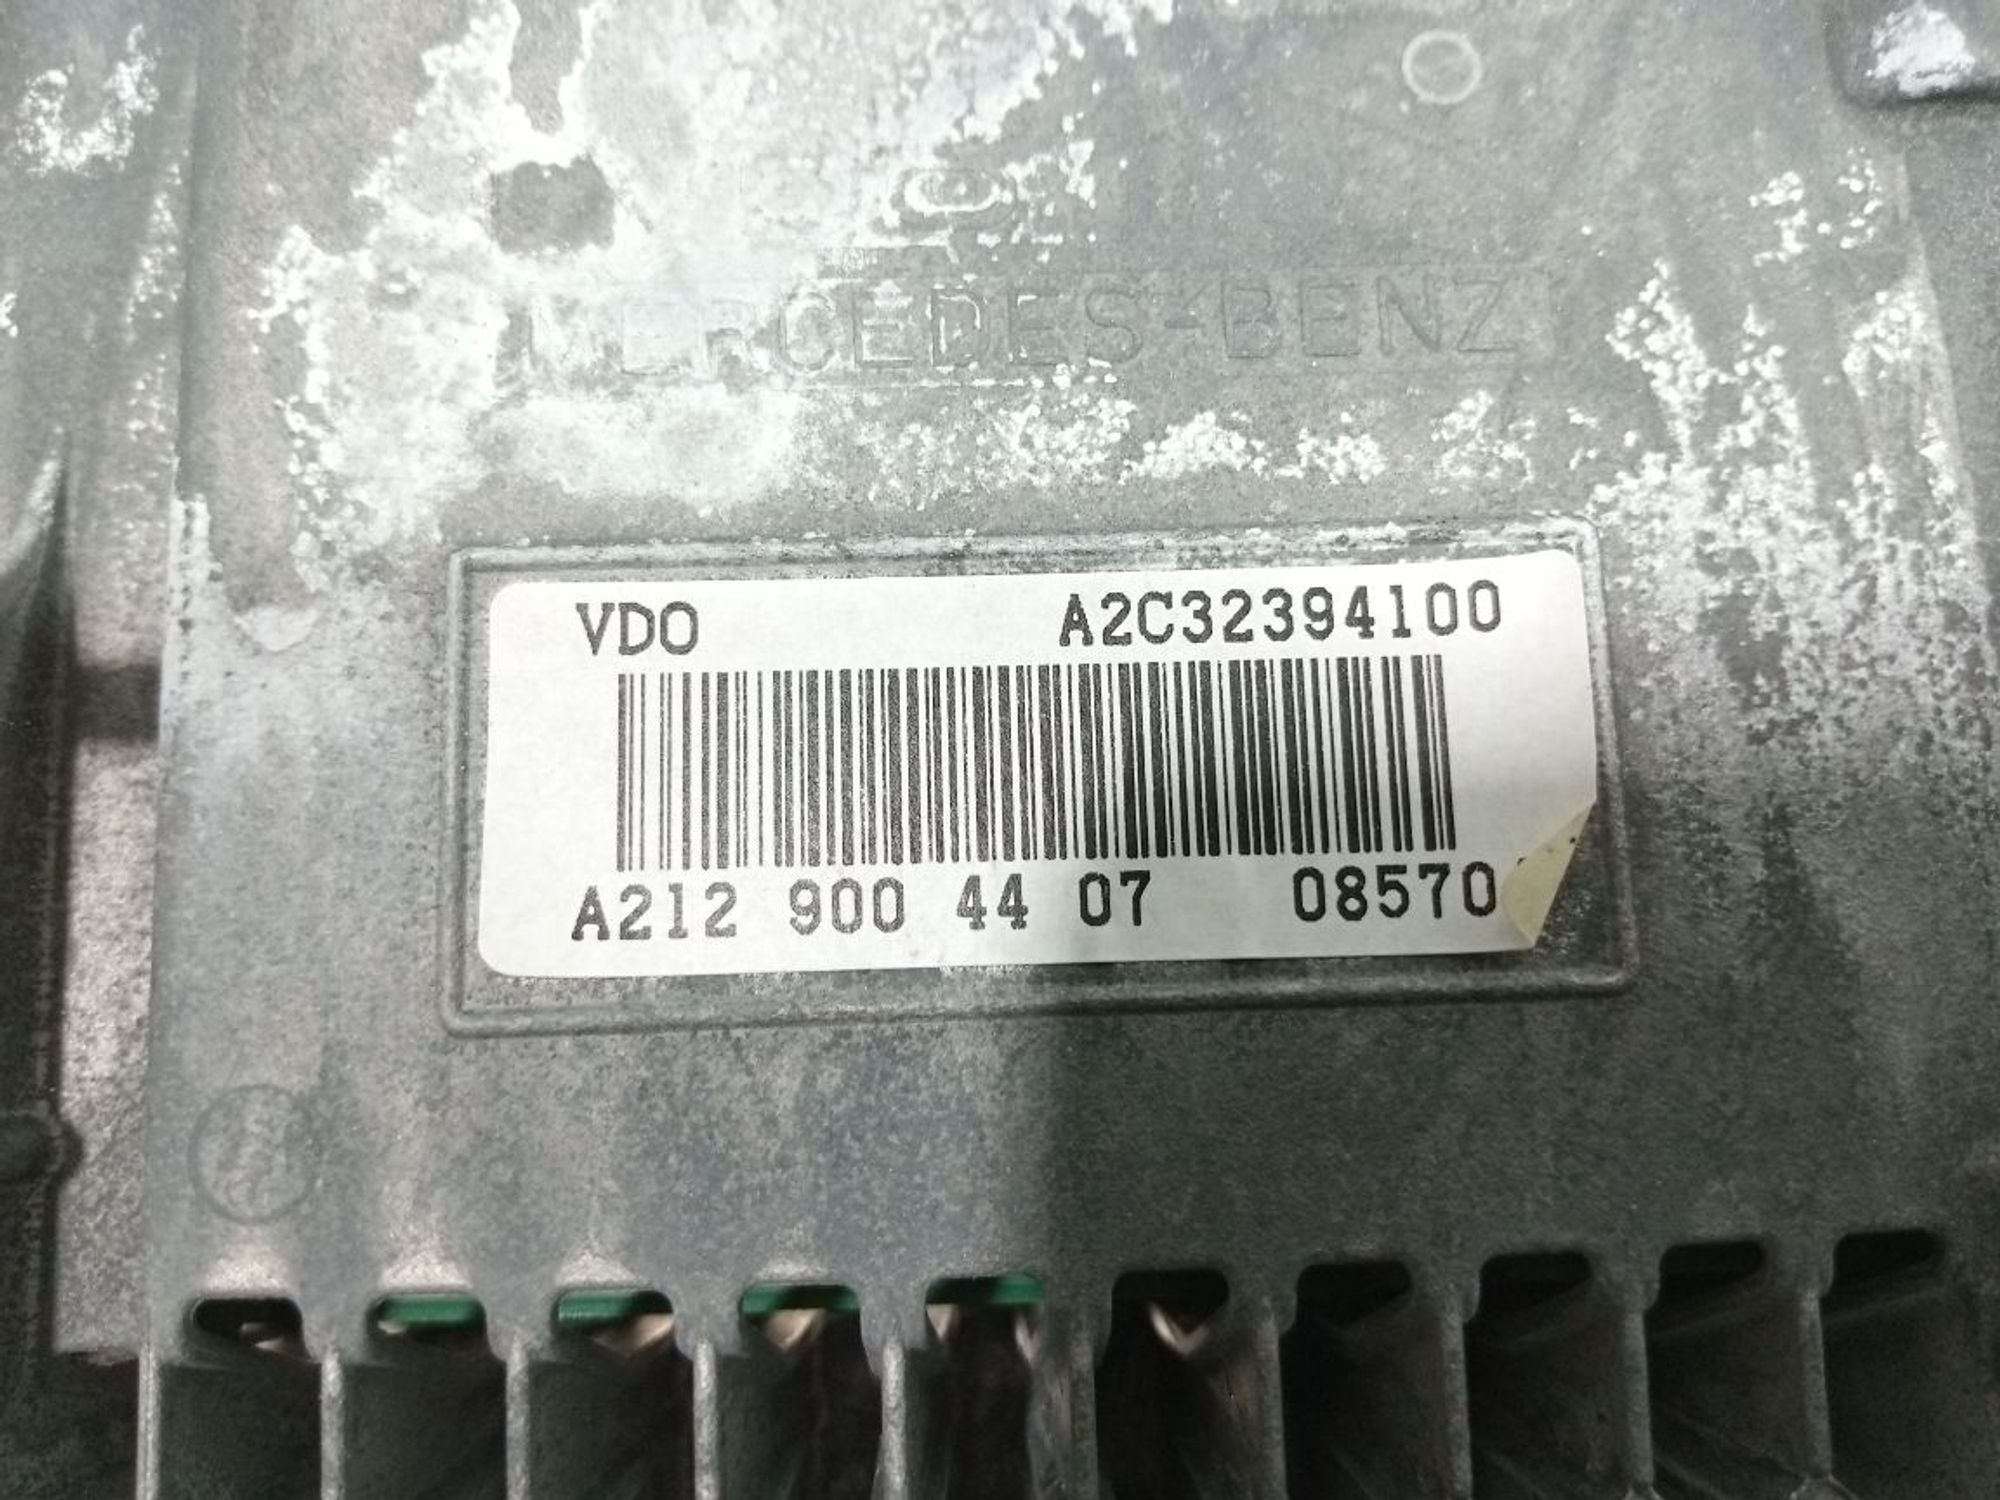 MERCEDES-BENZ
VDO A2C32394100
A212 900 44 07 08570